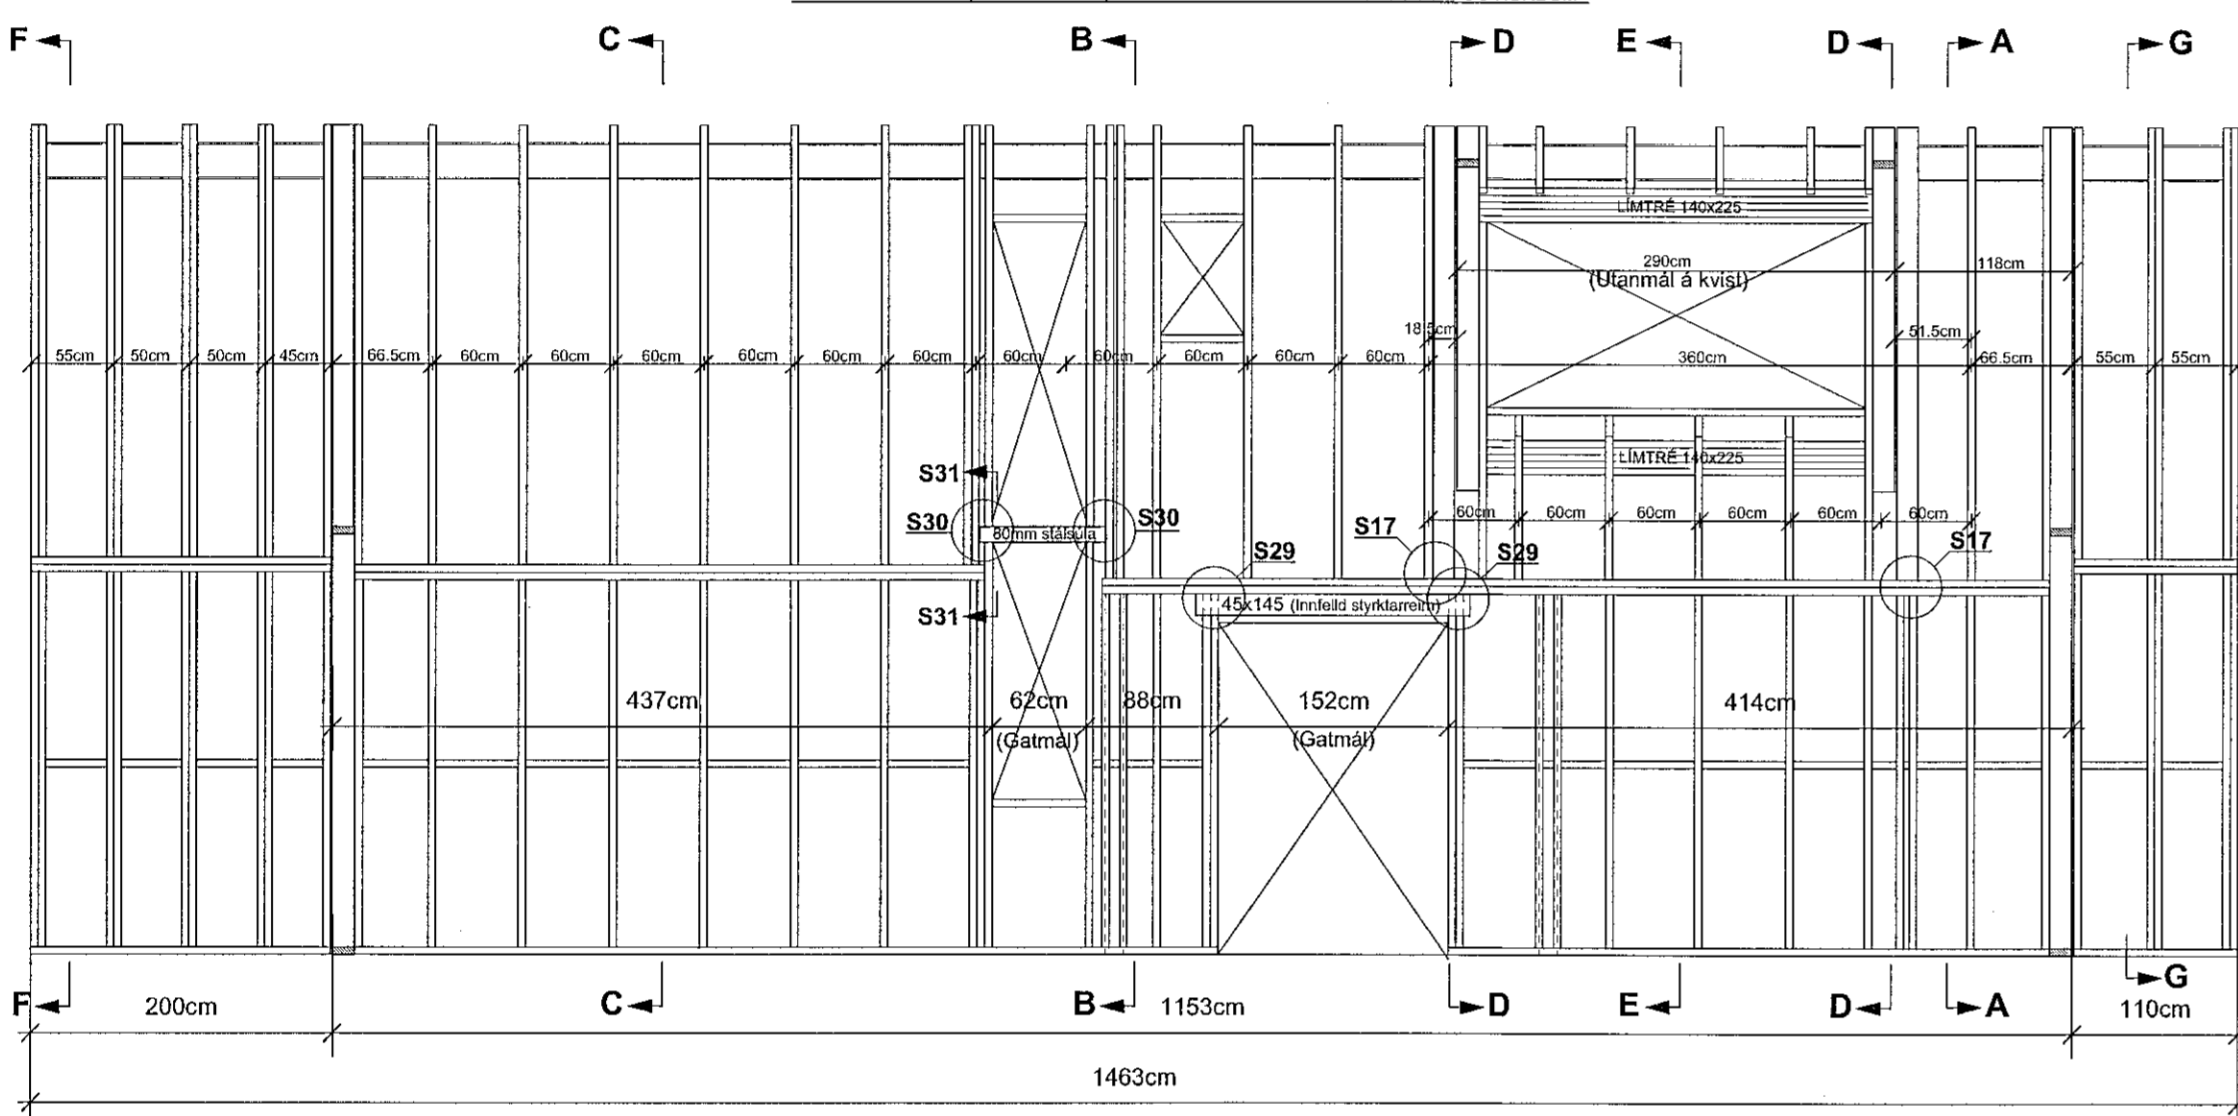 F C B D E D A G
LÍMTRÉ 140x225
290cm 118cm
(Utanmál á kvist)
18.5cm 51.5cm
55cm 50cm 50cm 45cm 66.5cm 60cm 60cm 60cm 60cm 60cm 60cm 60cm 60cm 60cm 60cm 60cm 360cm 66.5cm 55cm 55cm
LÍMTRÉ 140x225
S31
60cm 60cm 60cm 60cm 60cm 60cm
S30 80mm stálsúla S30 S17
S29 S29 S17
S31 45x145 (Innfelld styrktarreim)
437cm 62cm 88cm 152cm 414cm
(Gatmál) (Gatmál)
F C B D E D A G
200cm 1153cm 110cm
1463cm